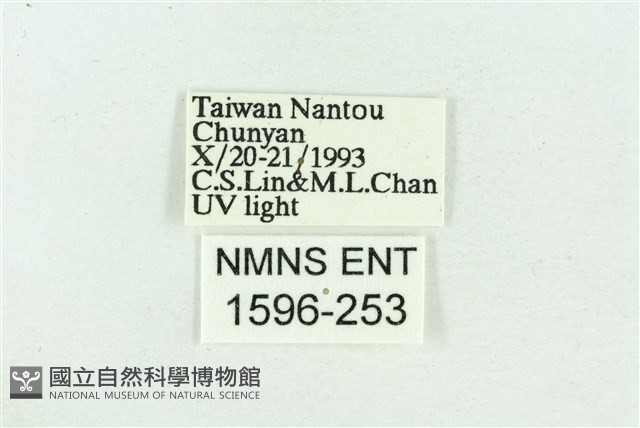 Taiwan Nantou
Chunyan
X/20-21/1993
C.S.Lin&M.L.Chan
UV light
NMNS ENT
1596-253
國立自然科學博物館
NATIONAL MUSEUM OF NATURAL SCIENCE